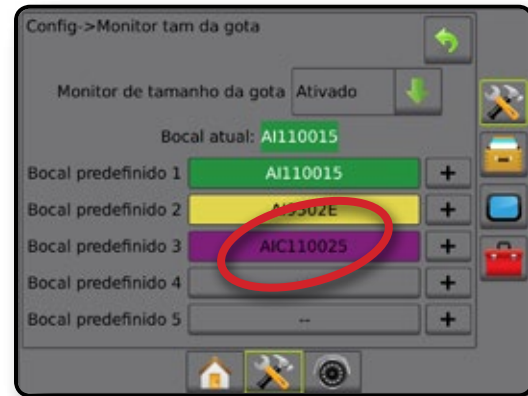 Config->Monitor tam da gota
Monitor de tamanho da gota Ativado
Bocal atual: AI110015
Bocal predefinido 1 AI110015 +
Bocal predefinido 2 AI9502E +
Bocal predefinido 3 AIC110025 +
Bocal predefinido 4 +
Bocal predefinido 5 -- +